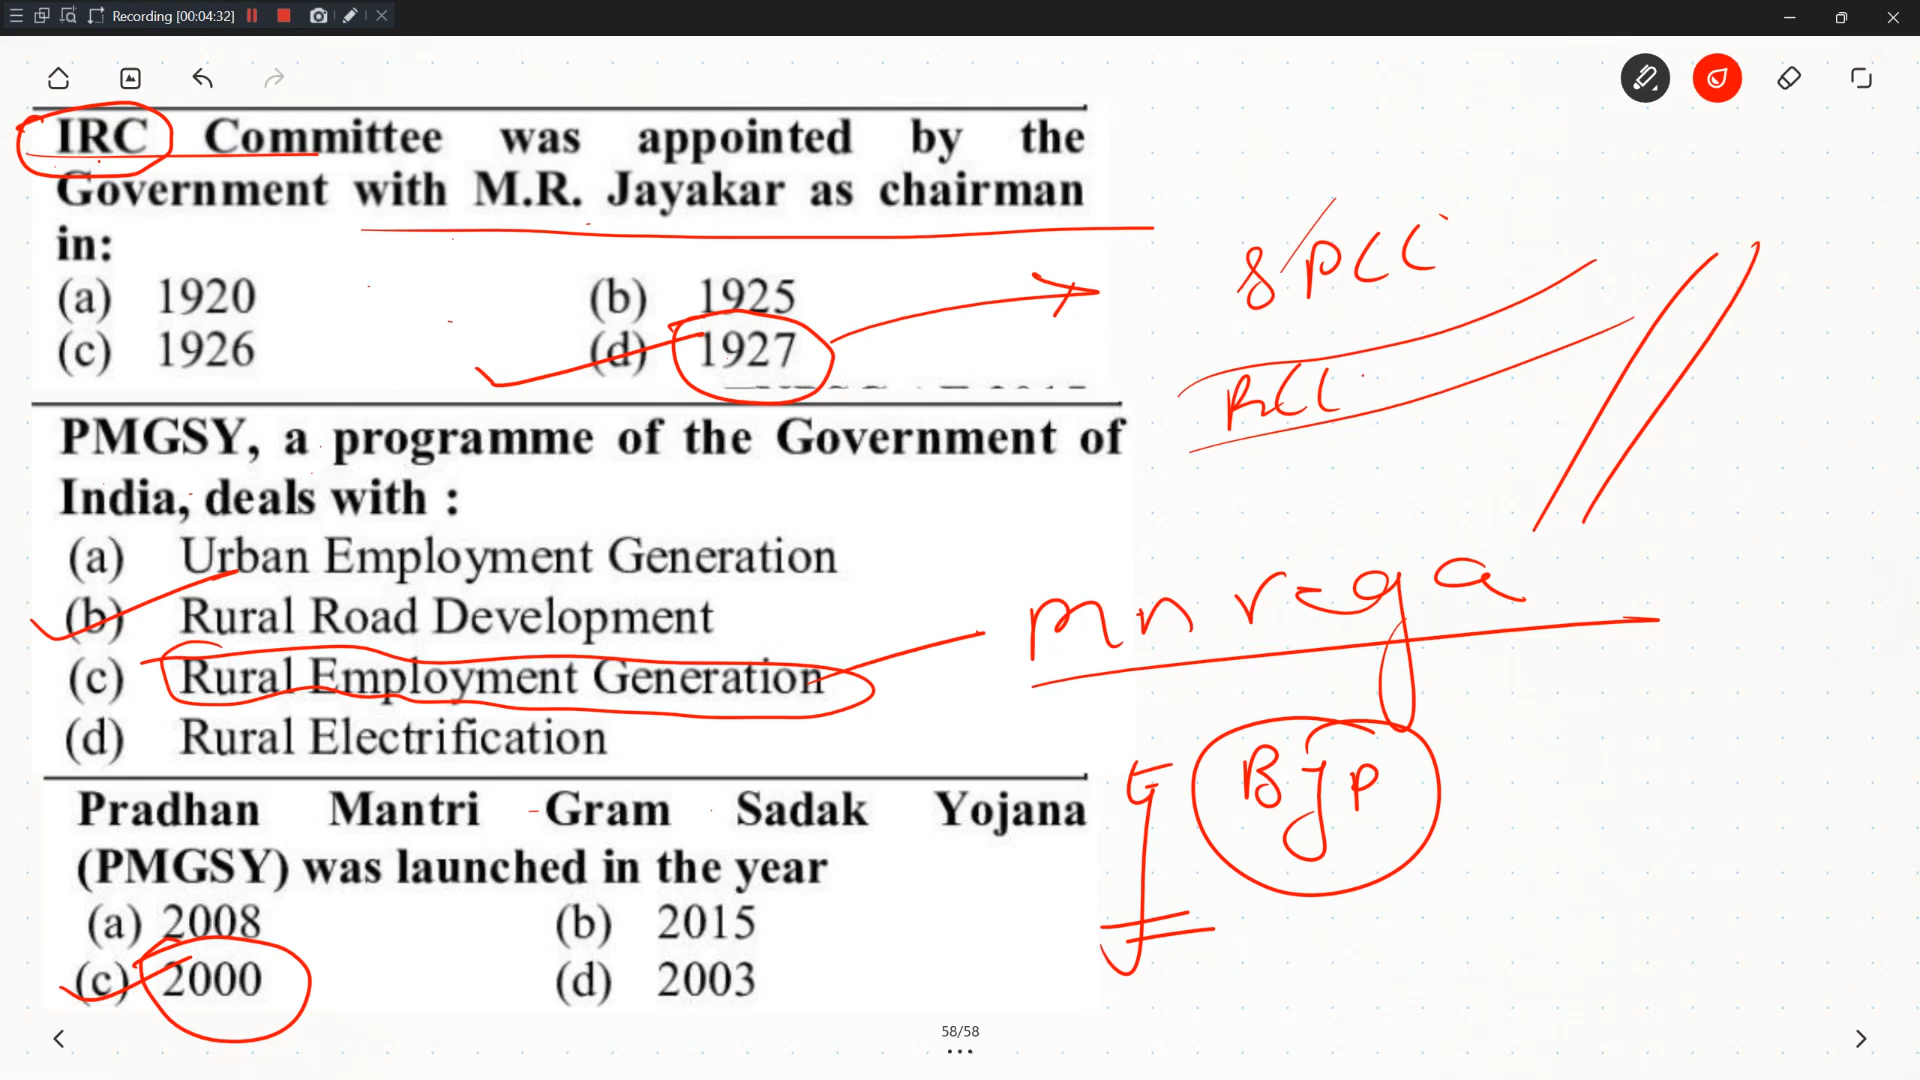 Recording [00:04:32]
IRC Committee was appointed by the
Government with M.R. Jayakar as chairman
in:
(a) 1920 (b) 1925
(c) 1926 (d) 1927
PMGSY, a programme of the Government of
India, deals with :
(a) Urban Employment Generation
(b) Rural Road Development
(c) Rural Employment Generation
(d) Rural Electrification
Pradhan Mantri Gram Sadak Yojana
(PMGSY) was launched in the year
(a) 2008 (b) 2015
(c) 2000 (d) 2003
RCC
mnrega
BJP
58/58